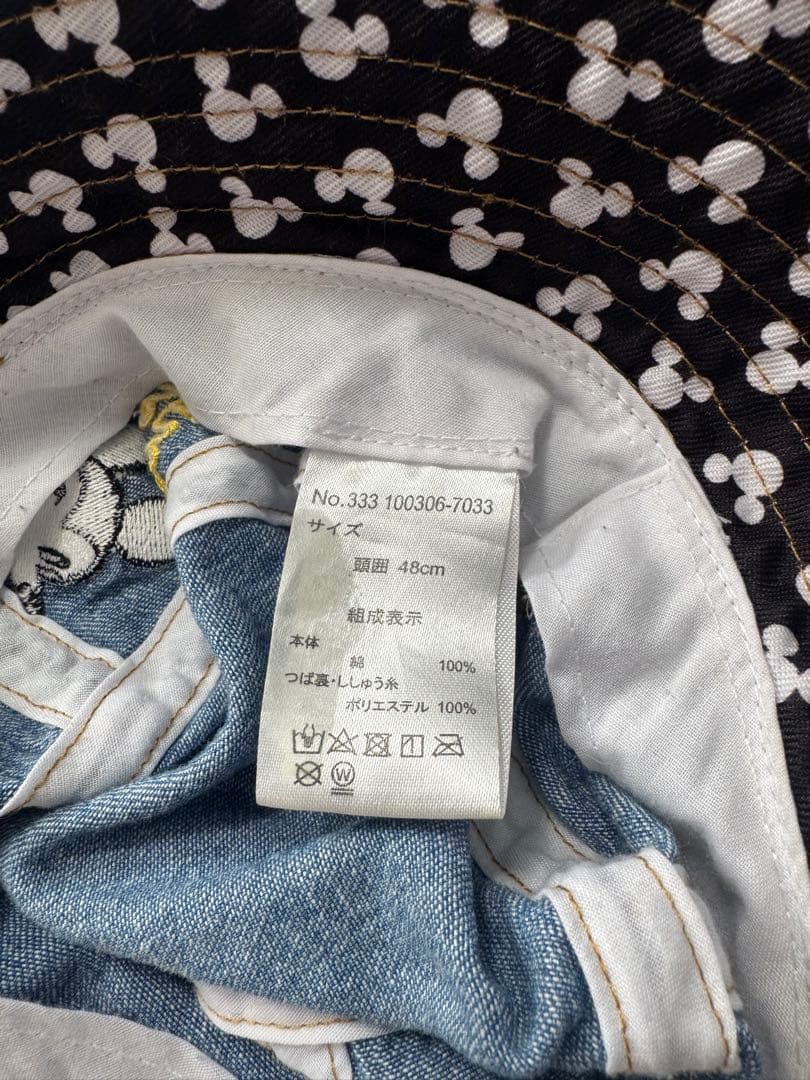 No.333 100306-7033
サイズ
頭囲 48cm
組成表示
本体
綿 100%
つば裏・ししゅう糸
ポリエステル 100%
W